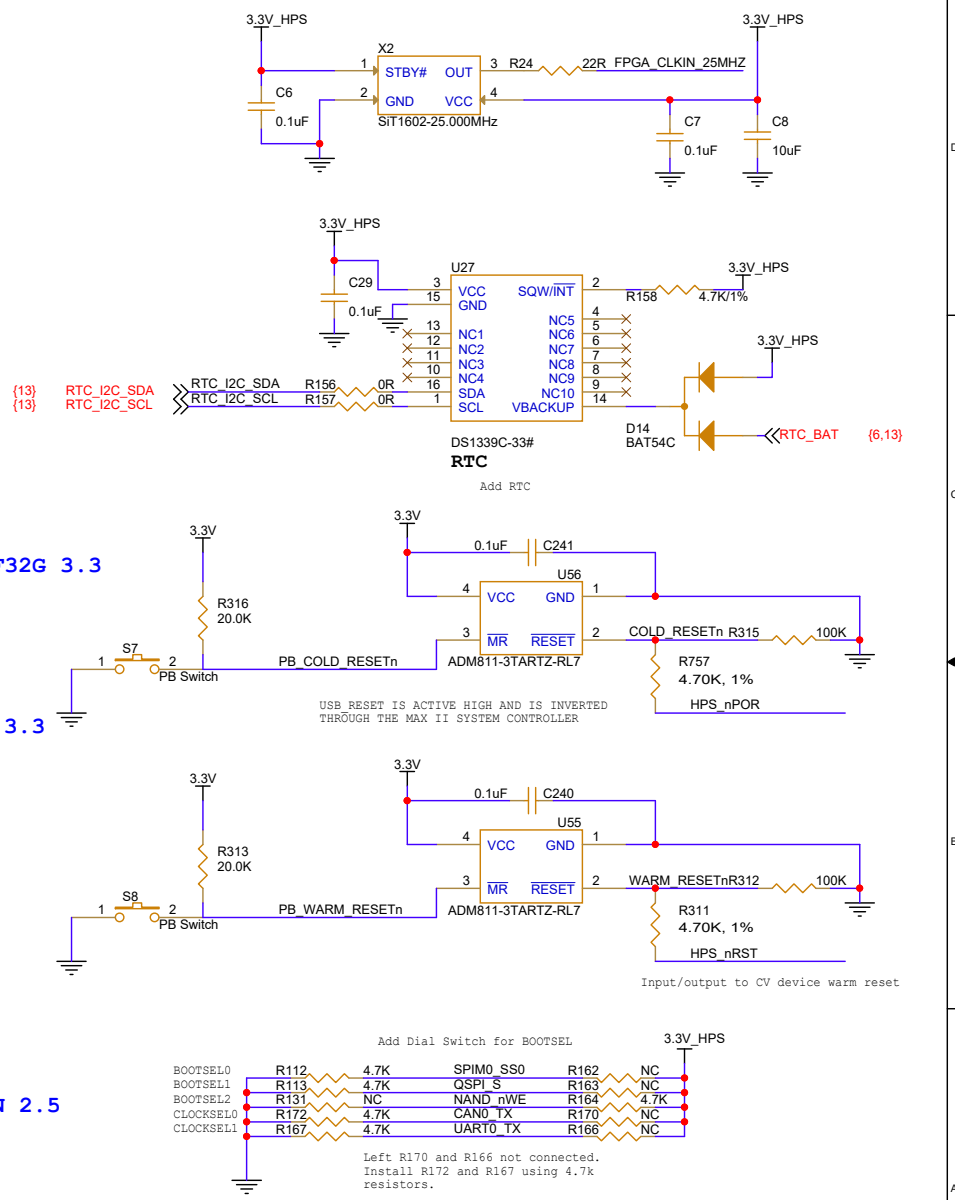 3.3V_HPS 3.3V_HPS
X2
1 STBY# OUT 3 R24 22R FPGA_CLKIN_25MHZ
2 GND VCC 4
SiT1602-25.000MHz
C6
0.1uF
C7
0.1uF
C8
10uF
D
3.3V_HPS
U27
C29
0.1uF
3 VCC SQW/INT 2 R158 4.7K/1% 3.3V_HPS
15 GND
NC5 4
13 NC1 NC6 5
12 NC2 NC7 6
11 NC3 NC8 7
10 NC4 NC9 8
16 SDA NC10 9
1 SCL VBACKUP 14
{13} RTC_I2C_SDA RTC_I2C_SDA R156 0R
{13} RTC_I2C_SCL RTC_I2C_SCL R157 0R
3.3V_HPS
D14
BAT54C
RTC_BAT {6,13}
DS1339C-33#
RTC
Add RTC
C
3.3V 3.3V
0.1uF C241
F32G 3.3
R316
20.0K
U56
4 VCC GND 1
3 MR RESET 2
ADM811-3TARTZ-RL7
COLD_RESETn R315 100K
S7
1 2
PB Switch
PB_COLD_RESETn
R757
4.70K, 1%
HPS_nPOR
USB_RESET IS ACTIVE HIGH AND IS INVERTED
THROUGH THE MAX II SYSTEM CONTROLLER
3.3
3.3V 3.3V
0.1uF C240
R313
20.0K
U55
4 VCC GND 1
3 MR RESET 2
ADM811-3TARTZ-RL7
WARM_RESETn R312 100K
B
S8
1 2
PB Switch
PB_WARM_RESETn
R311
4.70K, 1%
HPS_nRST
Input/output to CV device warm reset
Add Dial Switch for BOOTSEL
3.3V_HPS
BOOTSEL0 R112 4.7K SPIM0_SS0 R162 NC
BOOTSEL1 R113 4.7K QSPI_S R163 NC
BOOTSEL2 R131 NC NAND_nWE R164 4.7K
CLOCKSEL0 R172 4.7K CAN0_TX R170 NC
CLOCKSEL1 R167 4.7K UART0_TX R166 NC
2.5
Left R170 and R166 not connected.
Install R172 and R167 using 4.7k
resistors.
A